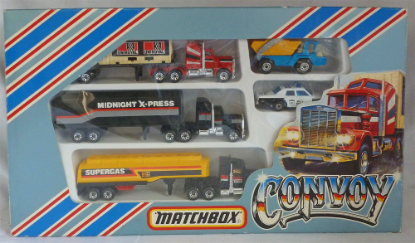 MIDNIGHT X-PRESS
SUPERGAS
MATCHBOX
CONVOY